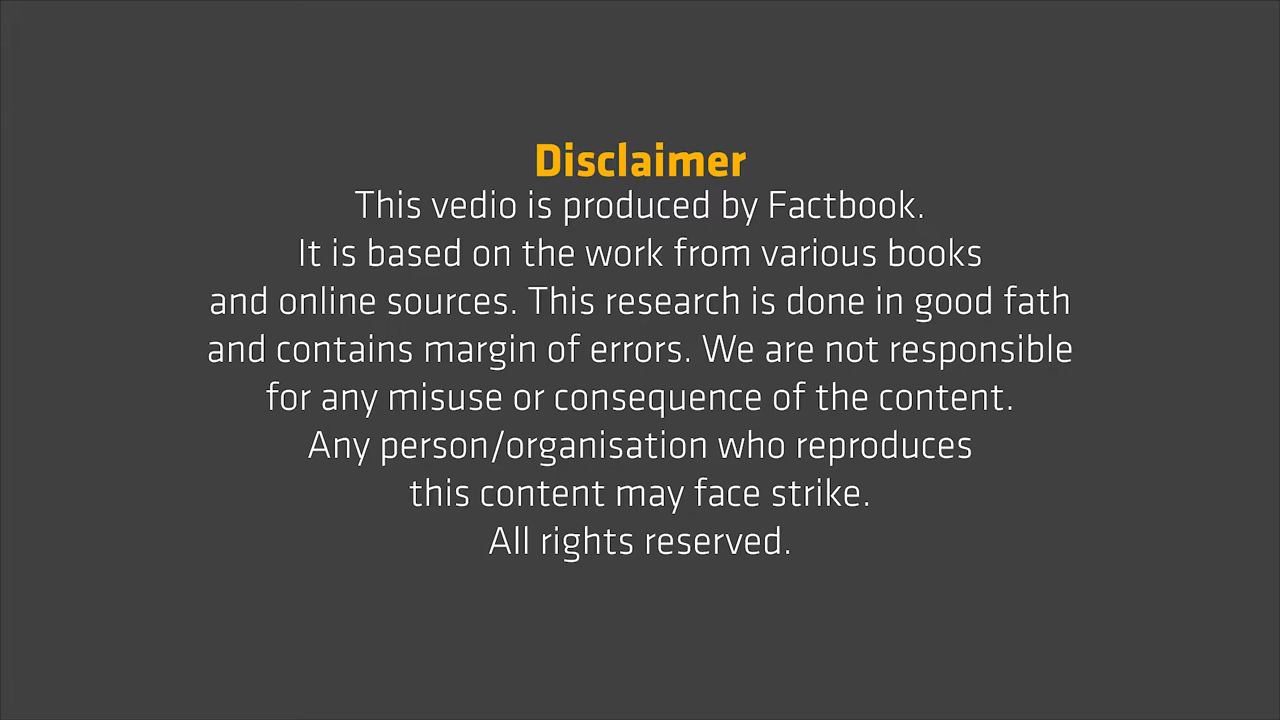 Disclaimer
This vedio is produced by Factbook.
It is based on the work from various books
and online sources. This research is done in good fath
and contains margin of errors. We are not responsible
for any misuse or consequence of the content.
Any person/organisation who reproduces
this content may face strike.
All rights reserved.